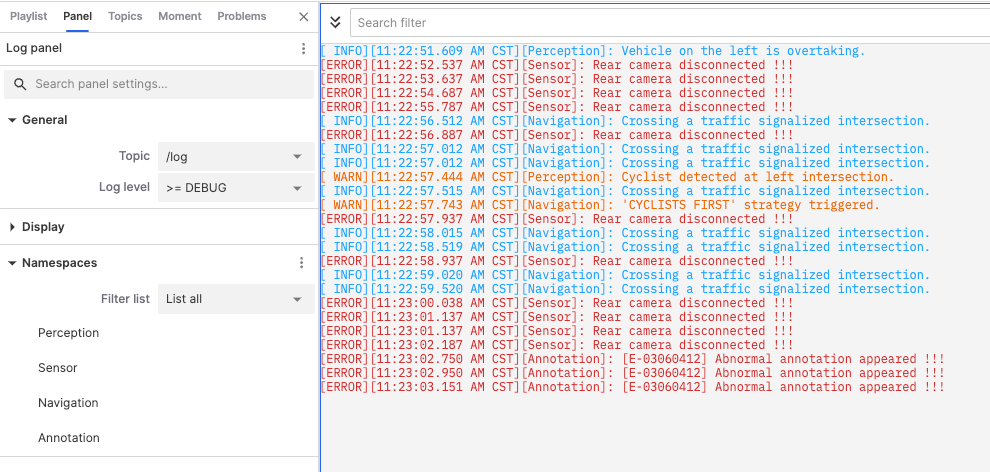 Playlist Panel Topics Moment Problems
Log panel
Search panel settings...
General
Topic /log
Log level >= DEBUG
Display
Namespaces
Filter list List all
Perception
Sensor
Navigation
Annotation
Search filter
[ INFO][11:22:51.609 AM CST][Perception]: Vehicle on the left is overtaking.
[ERROR][11:22:52.537 AM CST][Sensor]: Rear camera disconnected !!!
[ERROR][11:22:53.637 AM CST][Sensor]: Rear camera disconnected !!!
[ERROR][11:22:54.687 AM CST][Sensor]: Rear camera disconnected !!!
[ERROR][11:22:55.787 AM CST][Sensor]: Rear camera disconnected !!!
[ INFO][11:22:56.512 AM CST][Navigation]: Crossing a traffic signalized intersection.
[ERROR][11:22:56.887 AM CST][Sensor]: Rear camera disconnected !!!
[ INFO][11:22:57.012 AM CST][Navigation]: Crossing a traffic signalized intersection.
[ INFO][11:22:57.012 AM CST][Navigation]: Crossing a traffic signalized intersection.
[ WARN][11:22:57.444 AM CST][Perception]: Cyclist detected at left intersection.
[ INFO][11:22:57.515 AM CST][Navigation]: Crossing a traffic signalized intersection.
[ WARN][11:22:57.743 AM CST][Navigation]: 'CYCLISTS FIRST' strategy triggered.
[ERROR][11:22:57.937 AM CST][Sensor]: Rear camera disconnected !!!
[ INFO][11:22:58.015 AM CST][Navigation]: Crossing a traffic signalized intersection.
[ INFO][11:22:58.519 AM CST][Navigation]: Crossing a traffic signalized intersection.
[ERROR][11:22:58.937 AM CST][Sensor]: Rear camera disconnected !!!
[ INFO][11:22:59.020 AM CST][Navigation]: Crossing a traffic signalized intersection.
[ INFO][11:22:59.520 AM CST][Navigation]: Crossing a traffic signalized intersection.
[ERROR][11:23:00.038 AM CST][Sensor]: Rear camera disconnected !!!
[ERROR][11:23:01.137 AM CST][Sensor]: Rear camera disconnected !!!
[ERROR][11:23:01.137 AM CST][Sensor]: Rear camera disconnected !!!
[ERROR][11:23:02.187 AM CST][Sensor]: Rear camera disconnected !!!
[ERROR][11:23:02.750 AM CST][Annotation]: [E-03060412] Abnormal annotation appeared !!!
[ERROR][11:23:02.950 AM CST][Annotation]: [E-03060412] Abnormal annotation appeared !!!
[ERROR][11:23:03.151 AM CST][Annotation]: [E-03060412] Abnormal annotation appeared !!!